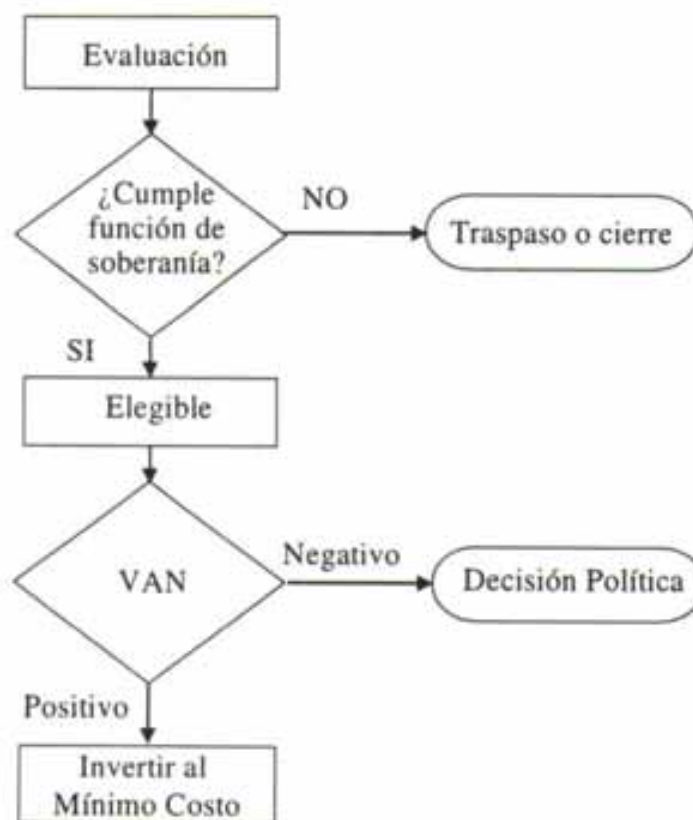 Evaluación
¿Cumple
función de
soberanía?
NO
Traspaso o cierre
SI
Elegible
VAN
Negativo
Decisión Política
Positivo
Invertir al
Mínimo Costo